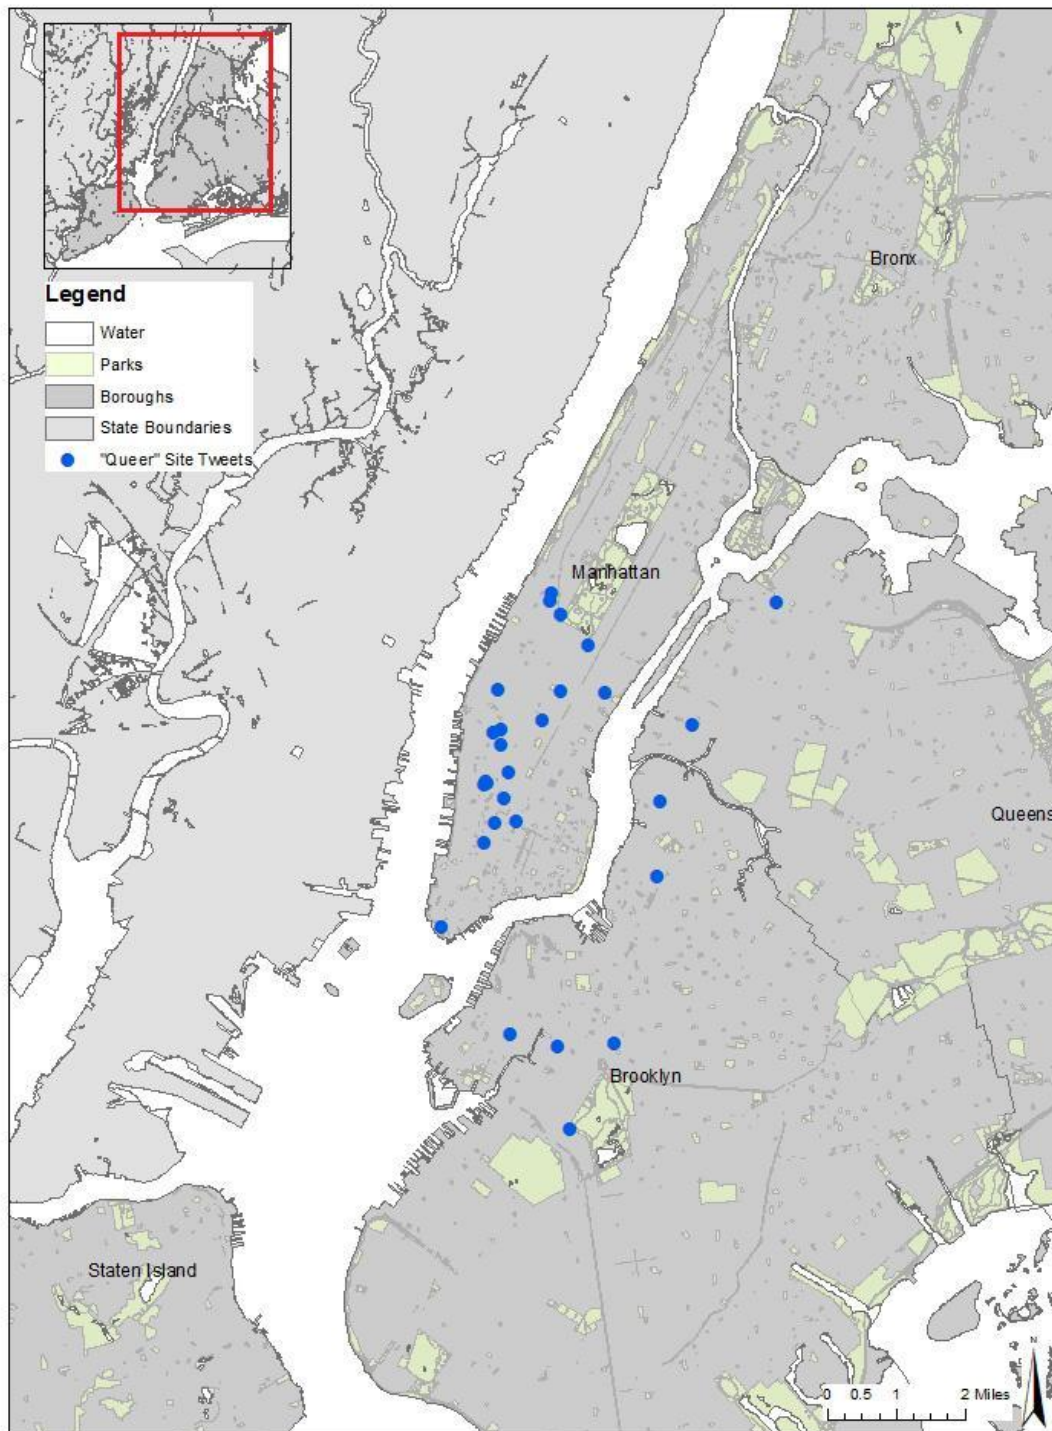 Legend
Water
Parks
Boroughs
State Boundaries
"Queer" Site Tweets
Bronx
Manhattan
Queens
Brooklyn
Staten Island
N
0 0.5 1 2 Miles